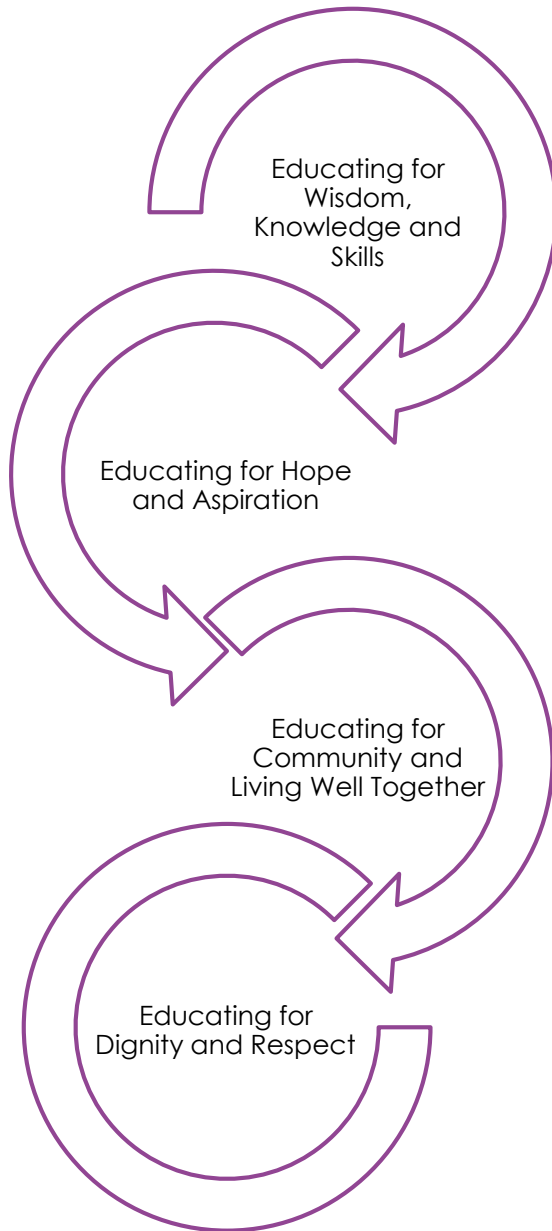 Educating for
Wisdom,
Knowledge and
Skills
Educating for Hope
and Aspiration
Educating for
Community and
Living Well Together
Educating for
Dignity and Respect